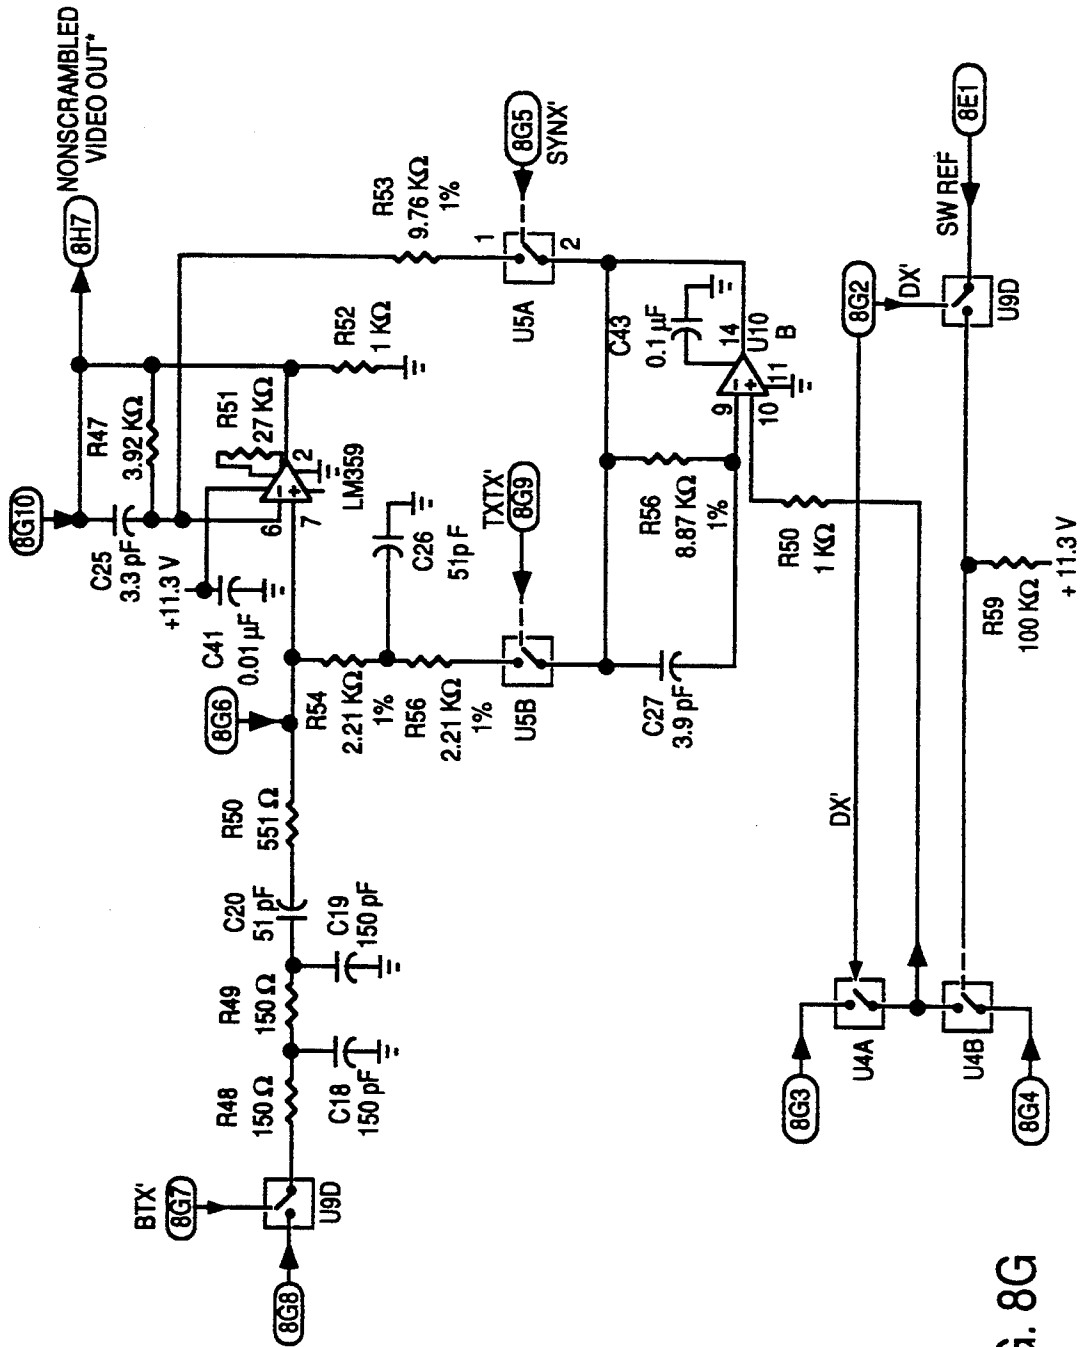 NONSCRAMBLED
VIDEO OUT*
8H7
8G10
R47
3.92 KΩ
C25
3.3 pF
+11.3 V
C41
0.01 µF
R51
27 KΩ
6
7
2
LM359
R52
1 KΩ
R53
9.76 KΩ
1%
8G5
SYNX'
1
2
U5A
C26
51p F
TXTX'
8G9
U5B
8G6
R54
2.21 KΩ
1%
R56
2.21 KΩ
1%
R50
551 Ω
C20
51 pF
C19
150 pF
R49
150 Ω
C18
150 pF
R48
150 Ω
BTX'
8G7
U9D
8G8
C43
0.1 µF
14
U10
B
9
10
11
R56
8.87 KΩ
1%
C27
3.9 pF
R50
1 KΩ
8G2
DX'
DX'
SW REF
8E1
U9D
R59
100 KΩ
+ 11.3 V
8G3
U4A
U4B
8G4
G. 8G